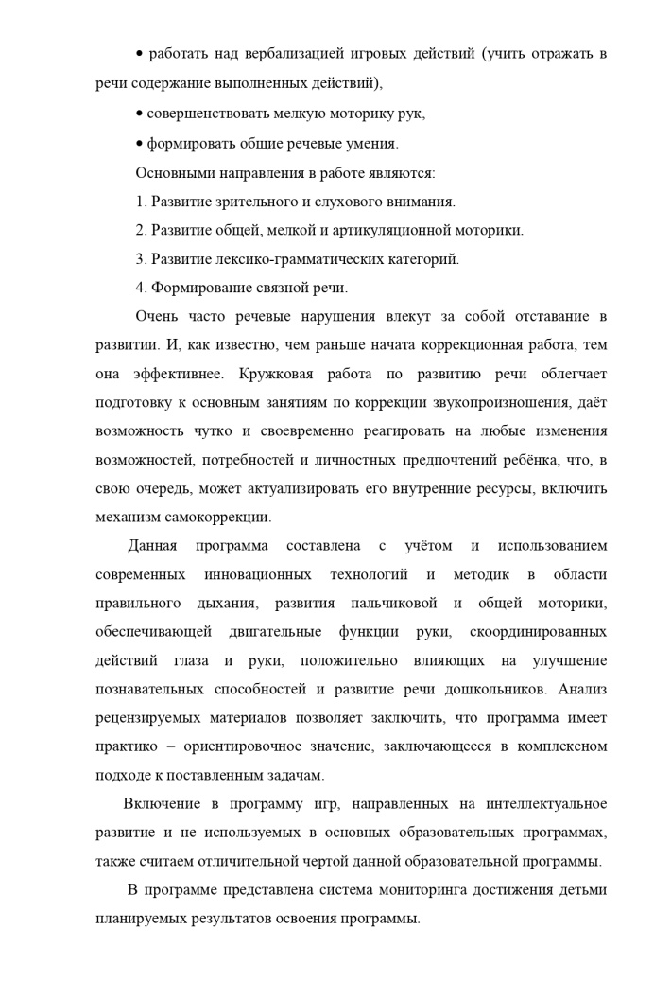 • работать над вербализацией игровых действий (учить отражать в
речи содержание выполненных действий),
• совершенствовать мелкую моторику рук,
• формировать общие речевые умения.
Основными направления в работе являются:
1. Развитие зрительного и слухового внимания.
2. Развитие общей, мелкой и артикуляционной моторики.
3. Развитие лексико-грамматических категорий.
4. Формирование связной речи.
Очень часто речевые нарушения влекут за собой отставание в
развитии. И, как известно, чем раньше начата коррекционная работа, тем
она эффективнее. Кружковая работа по развитию речи облегчает
подготовку к основным занятиям по коррекции звукопроизношения, даёт
возможность чутко и своевременно реагировать на любые изменения
возможностей, потребностей и личностных предпочтений ребёнка, что, в
свою очередь, может актуализировать его внутренние ресурсы, включить
механизм самокоррекции.
Данная программа составлена с учётом и использованием
современных инновационных технологий и методик в области
правильного дыхания, развития пальчиковой и общей моторики,
обеспечивающей двигательные функции руки, скоординированных
действий глаза и руки, положительно влияющих на улучшение
познавательных способностей и развитие речи дошкольников. Анализ
рецензируемых материалов позволяет заключить, что программа имеет
практико – ориентировочное значение, заключающееся в комплексном
подходе к поставленным задачам.
Включение в программу игр, направленных на интеллектуальное
развитие и не используемых в основных образовательных программах,
также считаем отличительной чертой данной образовательной программы.
В программе представлена система мониторинга достижения детьми
планируемых результатов освоения программы.